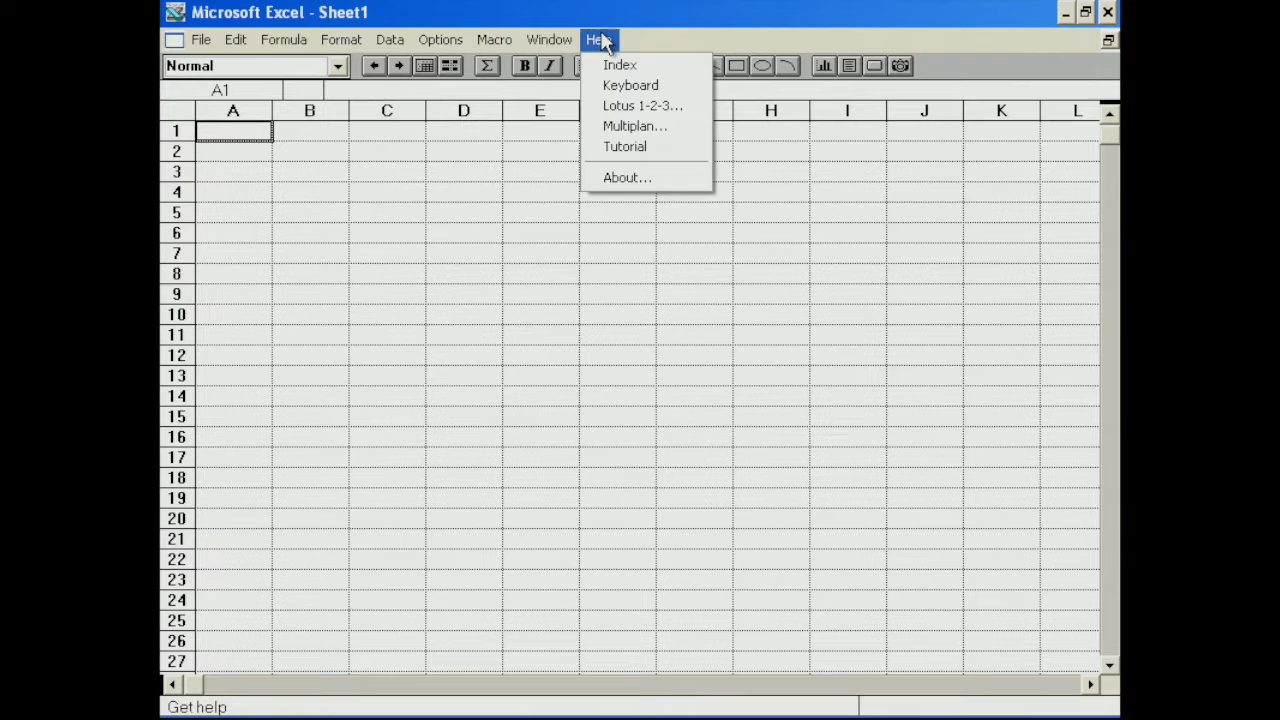 Microsoft Excel - Sheet1
File Edit Formula Format Data Options Macro Window
Normal Σ B I
Index
Keyboard
Lotus 1-2-3...
Multiplan...
Tutorial
About...
A1
A B C D E H I J K L
1
2
3
4
5
6
7
8
9
10
11
12
13
14
15
16
17
18
19
20
21
22
23
24
25
26
27
Get help